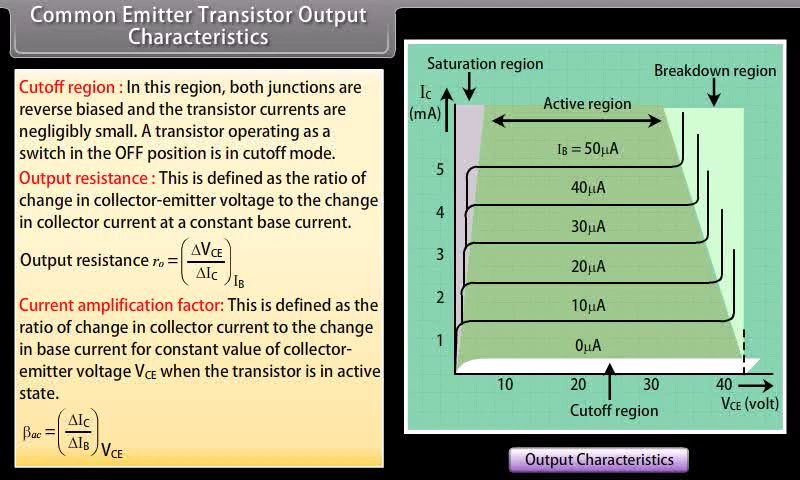 Common Emitter Transistor Output
Characteristics
Cutoff region : In this region, both junctions are
reverse biased and the transistor currents are
negligibly small. A transistor operating as a
switch in the OFF position is in cutoff mode.
Output resistance : This is defined as the ratio of
change in collector-emitter voltage to the change
in collector current at a constant base current.
Output resistance rₒ = (ΔVCE / ΔIC) IB
Current amplification factor: This is defined as the
ratio of change in collector current to the change
in base current for constant value of collector-
emitter voltage VCE when the transistor is in active
state.
βac = (ΔIC / ΔIB) VCE
Saturation region
Breakdown region
IC
(mA)
Active region
IB = 50μA
5
40μA
4
30μA
3
20μA
2
10μA
1
0μA
10 20 30 40
VCE (volt)
Cutoff region
Output Characteristics